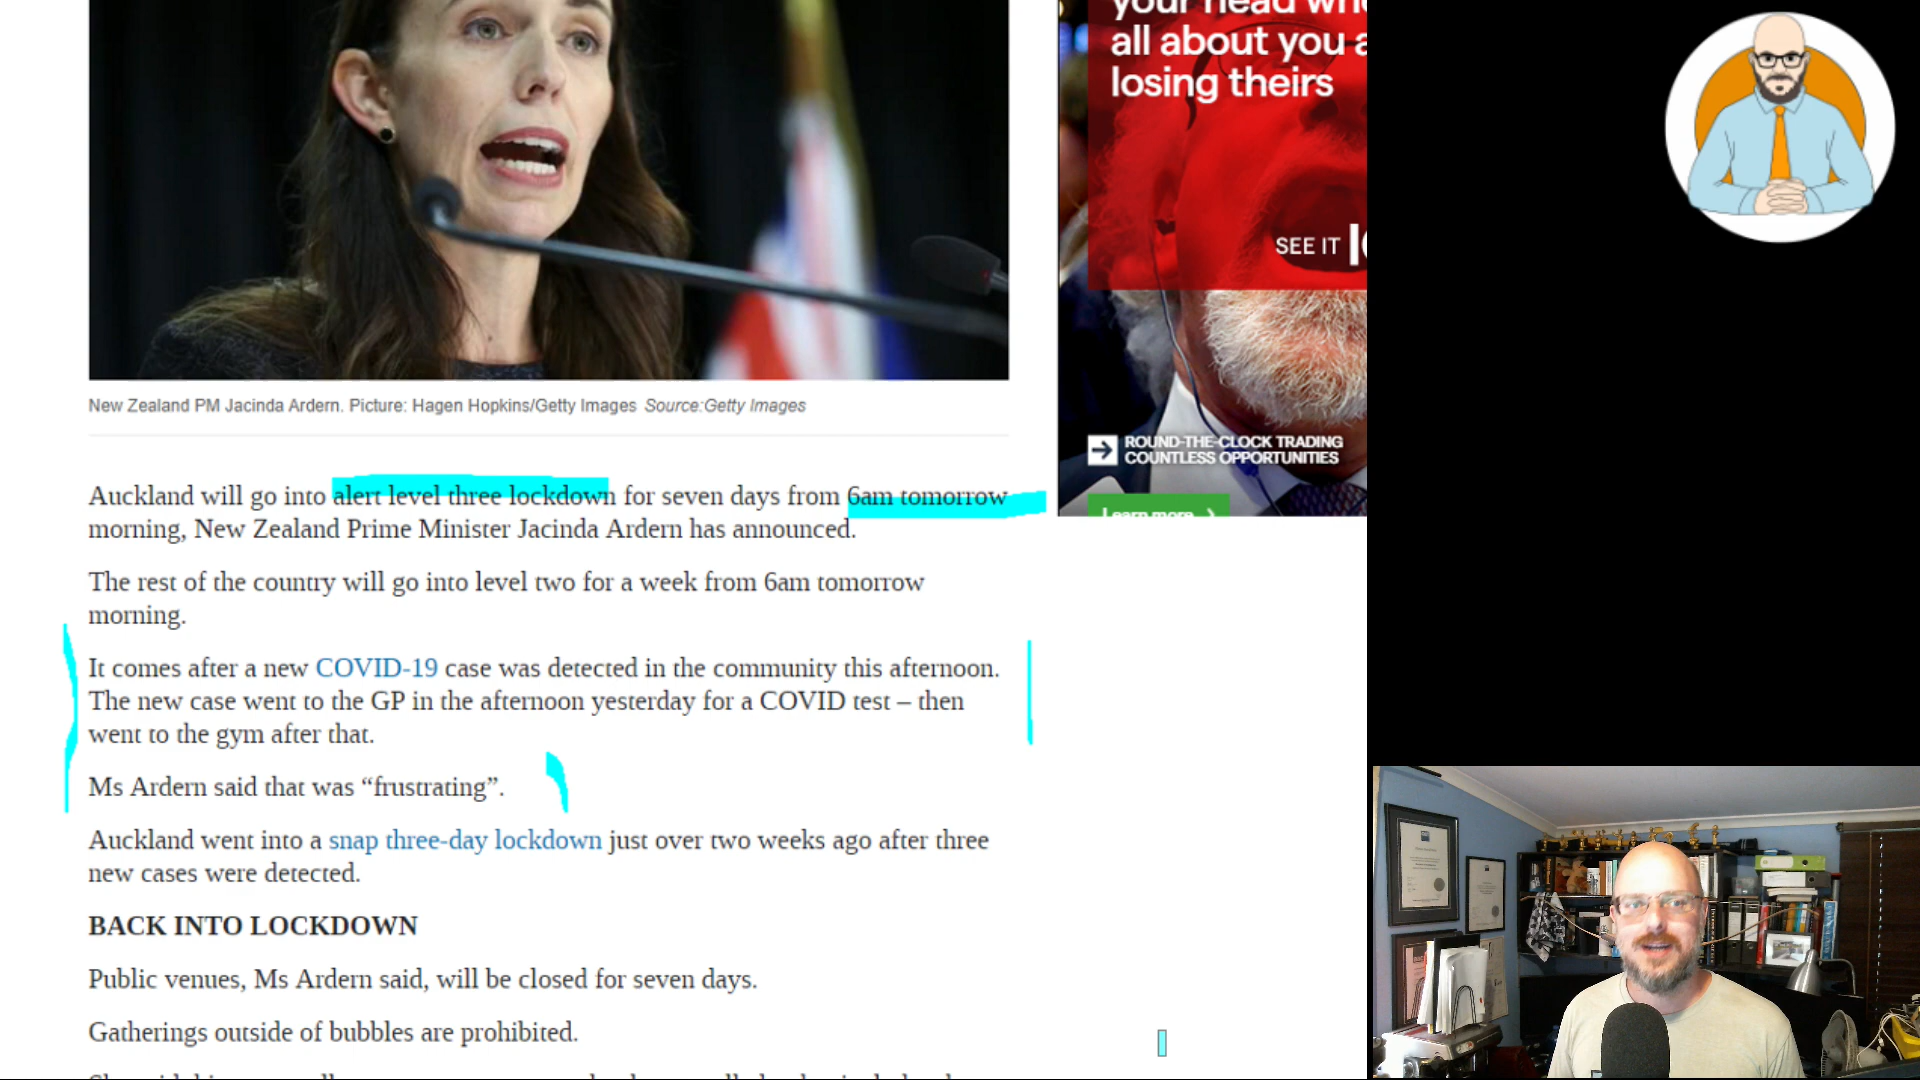 your head
all about you a
losing theirs
SEE IT
ROUND-THE-CLOCK TRADING
COUNTLESS OPPORTUNITIES
Learn more
New Zealand PM Jacinda Ardern. Picture: Hagen Hopkins/Getty Images Source:Getty Images
Auckland will go into alert level three lockdown for seven days from 6am tomorrow
morning, New Zealand Prime Minister Jacinda Ardern has announced.
The rest of the country will go into level two for a week from 6am tomorrow
morning.
It comes after a new COVID-19 case was detected in the community this afternoon.
The new case went to the GP in the afternoon yesterday for a COVID test – then
went to the gym after that.
Ms Ardern said that was “frustrating”.
Auckland went into a snap three-day lockdown just over two weeks ago after three
new cases were detected.
BACK INTO LOCKDOWN
Public venues, Ms Ardern said, will be closed for seven days.
Gatherings outside of bubbles are prohibited.